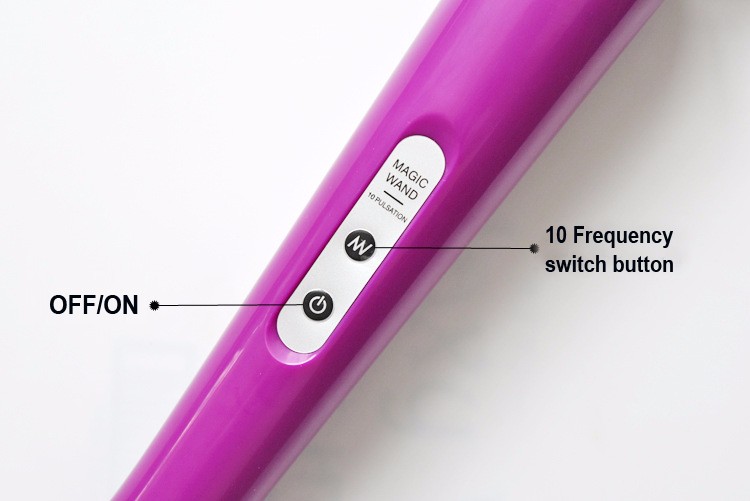 MAGIC
WAND
10 PULSATION
10 Frequency
switch button
OFF/ON